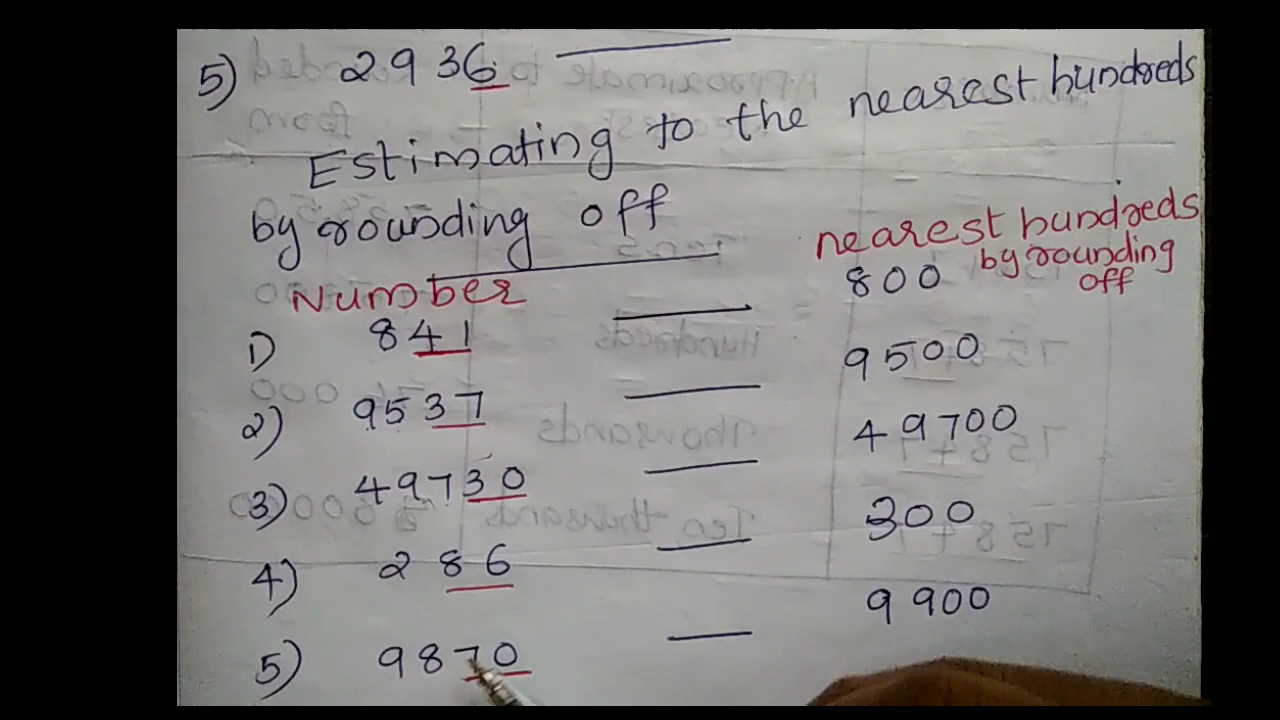 5) 2936
Estimating to the nearest hundreds
by rounding off
Number nearest hundreds
by rounding
off
1) 841 800
2) 9537 9500
3) 49730 49700
4) 286 300
5) 9870 9900